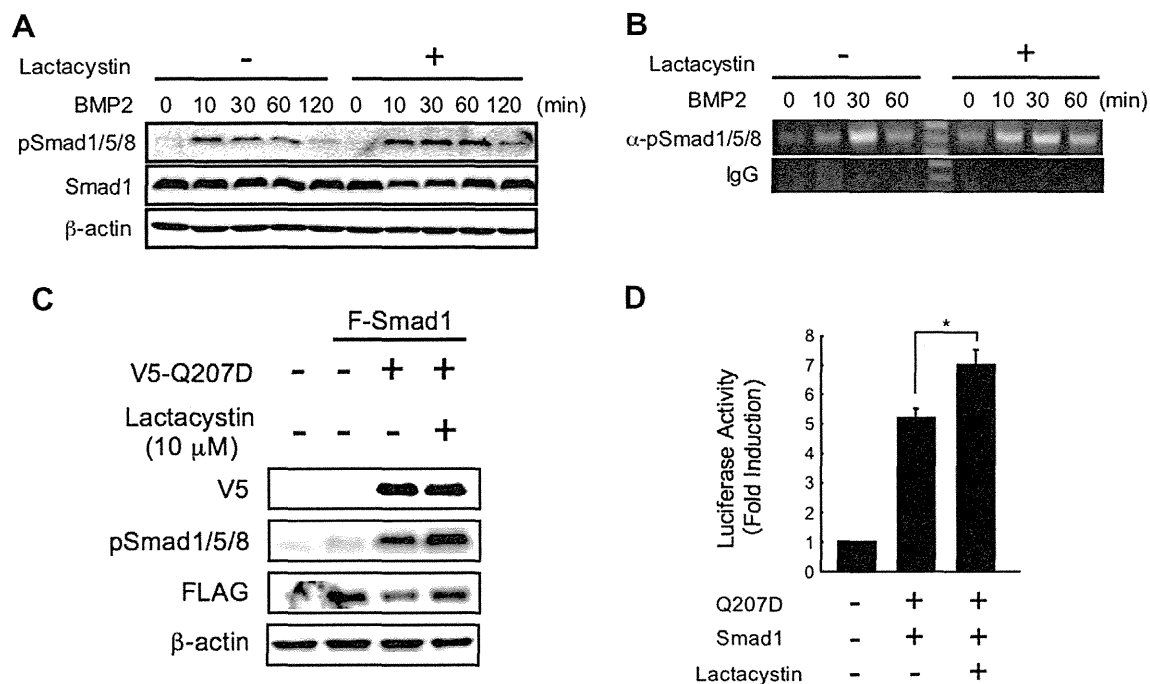 A
Lactacystin - +
BMP2 0 10 30 60 120 0 10 30 60 120 (min)
pSmad1/5/8
Smad1
β-actin
B
Lactacystin - +
BMP2 0 10 30 60 0 10 30 60 (min)
α-pSmad1/5/8
IgG
C
F-Smad1
V5-Q207D - - + +
Lactacystin
(10 μM) - - - +
V5
pSmad1/5/8
FLAG
β-actin
D
*
Luciferase Activity
(Fold Induction)
8
7
6
5
4
3
2
1
0
Q207D - + +
Smad1 - + +
Lactacystin - - +